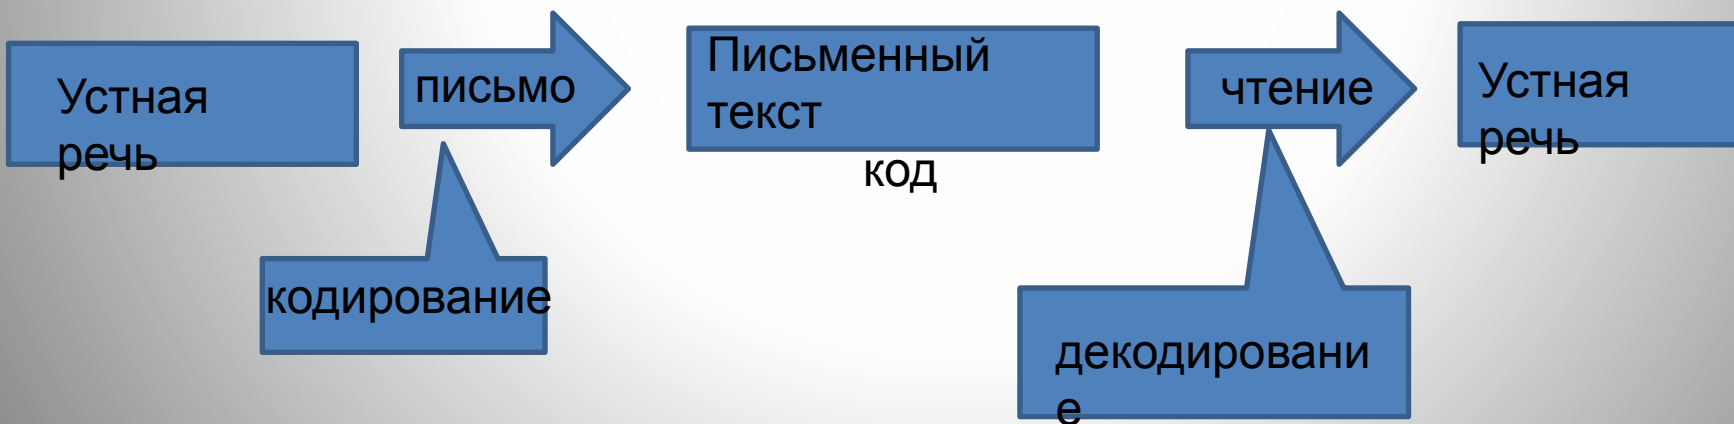 Устная
речь
письмо
Письменный
текст
код
чтение
Устная
речь
кодирование
декодировани
е